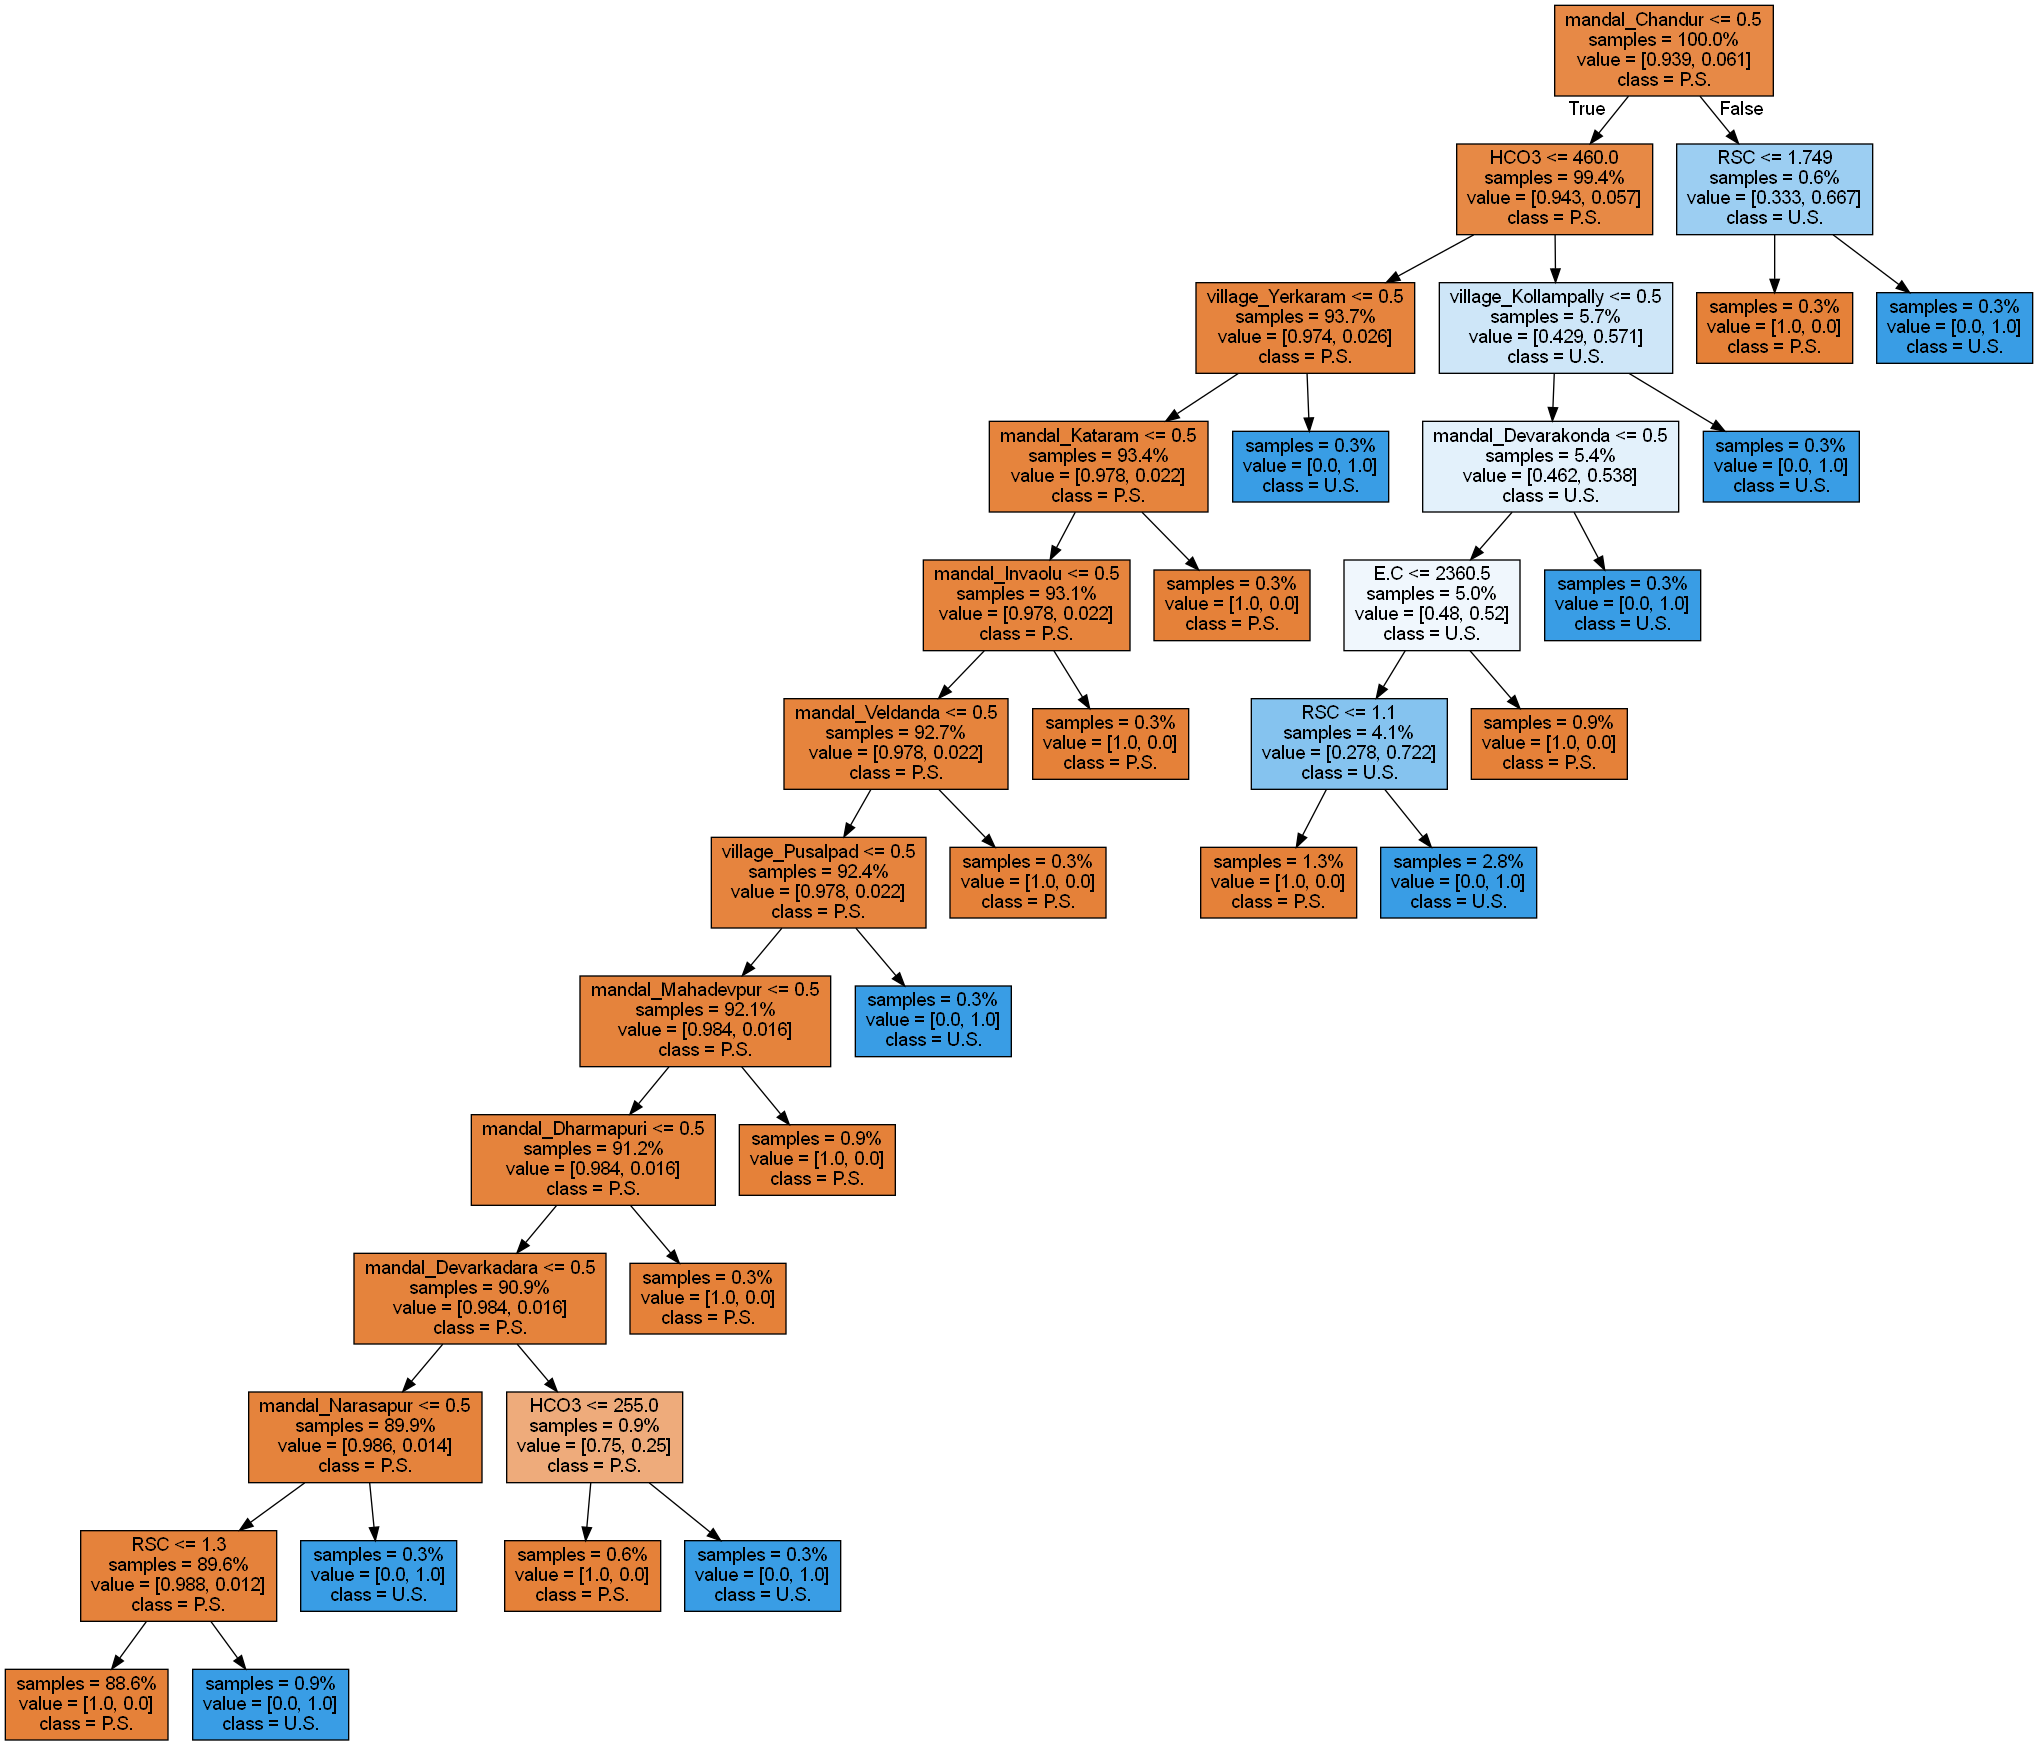 mandal_Chandur <= 0.5
samples = 100.0%
value = [0.939, 0.061]
class = P.S.
True
False
HCO3 <= 460.0
samples = 99.4%
value = [0.943, 0.057]
class = P.S.
RSC <= 1.749
samples = 0.6%
value = [0.333, 0.667]
class = U.S.
village_Yerkaram <= 0.5
samples = 93.7%
value = [0.974, 0.026]
class = P.S.
village_Kollampally <= 0.5
samples = 5.7%
value = [0.429, 0.571]
class = U.S.
samples = 0.3%
value = [1.0, 0.0]
class = P.S.
samples = 0.3%
value = [0.0, 1.0]
class = U.S.
mandal_Kataram <= 0.5
samples = 93.4%
value = [0.978, 0.022]
class = P.S.
samples = 0.3%
value = [0.0, 1.0]
class = U.S.
mandal_Devarakonda <= 0.5
samples = 5.4%
value = [0.462, 0.538]
class = U.S.
samples = 0.3%
value = [0.0, 1.0]
class = U.S.
mandal_Invaolu <= 0.5
samples = 93.1%
value = [0.978, 0.022]
class = P.S.
samples = 0.3%
value = [1.0, 0.0]
class = P.S.
E.C <= 2360.5
samples = 5.0%
value = [0.48, 0.52]
class = U.S.
samples = 0.3%
value = [0.0, 1.0]
class = U.S.
mandal_Veldanda <= 0.5
samples = 92.7%
value = [0.978, 0.022]
class = P.S.
samples = 0.3%
value = [1.0, 0.0]
class = P.S.
RSC <= 1.1
samples = 4.1%
value = [0.278, 0.722]
class = U.S.
samples = 0.9%
value = [1.0, 0.0]
class = P.S.
village_Pusalpad <= 0.5
samples = 92.4%
value = [0.978, 0.022]
class = P.S.
samples = 0.3%
value = [1.0, 0.0]
class = P.S.
samples = 1.3%
value = [1.0, 0.0]
class = P.S.
samples = 2.8%
value = [0.0, 1.0]
class = U.S.
mandal_Mahadevpur <= 0.5
samples = 92.1%
value = [0.984, 0.016]
class = P.S.
samples = 0.3%
value = [0.0, 1.0]
class = U.S.
mandal_Dharmapuri <= 0.5
samples = 91.2%
value = [0.984, 0.016]
class = P.S.
samples = 0.9%
value = [1.0, 0.0]
class = P.S.
mandal_Devarkadara <= 0.5
samples = 90.9%
value = [0.984, 0.016]
class = P.S.
samples = 0.3%
value = [1.0, 0.0]
class = P.S.
mandal_Narasapur <= 0.5
samples = 89.9%
value = [0.986, 0.014]
class = P.S.
HCO3 <= 255.0
samples = 0.9%
value = [0.75, 0.25]
class = P.S.
RSC <= 1.3
samples = 89.6%
value = [0.988, 0.012]
class = P.S.
samples = 0.3%
value = [0.0, 1.0]
class = U.S.
samples = 0.6%
value = [1.0, 0.0]
class = P.S.
samples = 0.3%
value = [0.0, 1.0]
class = U.S.
samples = 88.6%
value = [1.0, 0.0]
class = P.S.
samples = 0.9%
value = [0.0, 1.0]
class = U.S.